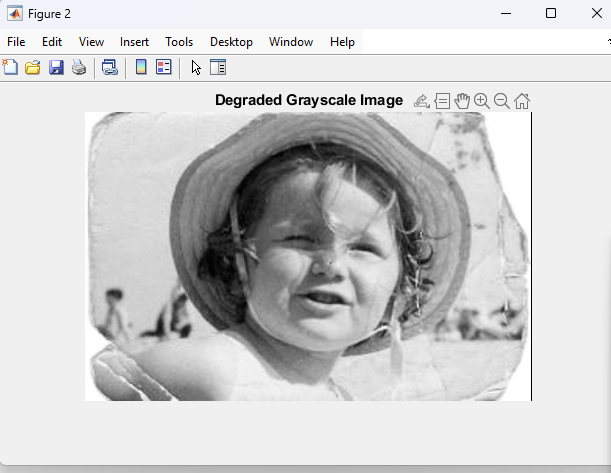 Figure 2
File Edit View Insert Tools Desktop Window Help
Degraded Grayscale Image